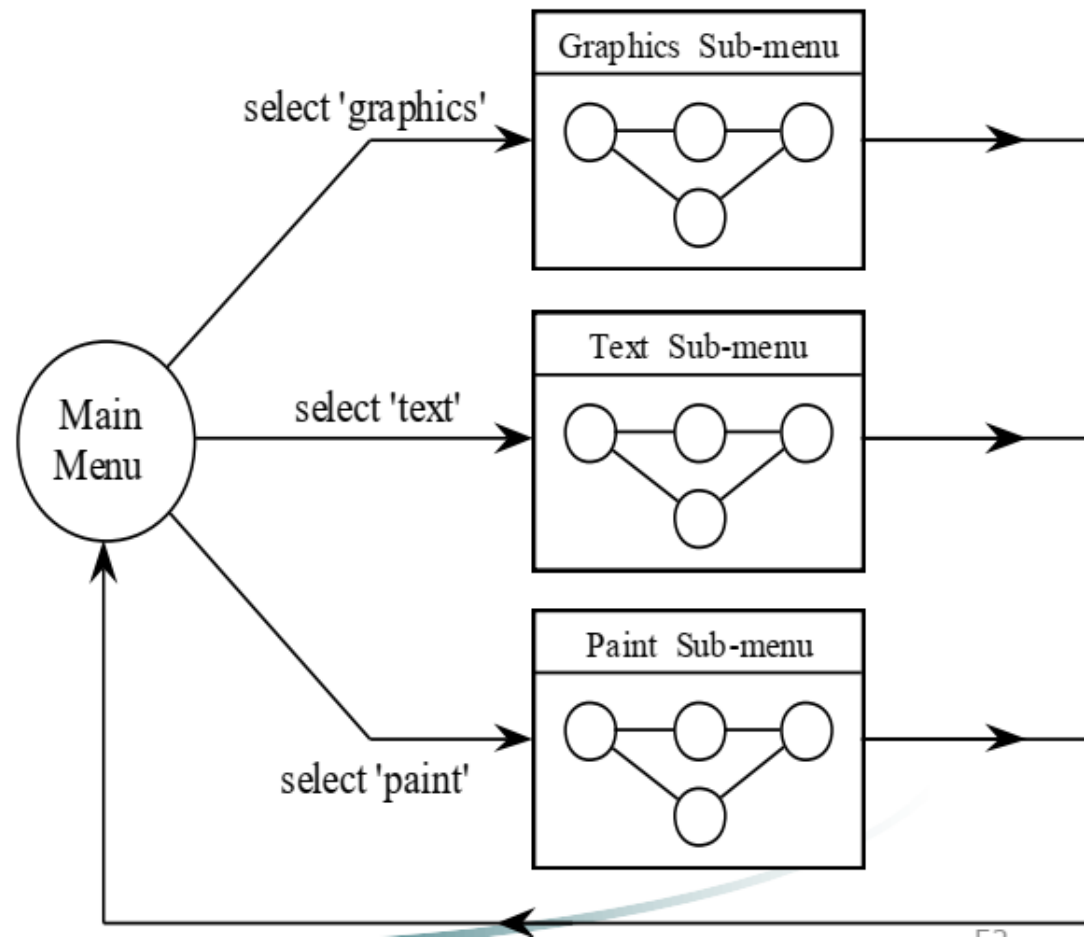 Graphics Sub-menu
select 'graphics'
Text Sub-menu
select 'text'
Main
Menu
Paint Sub-menu
select 'paint'